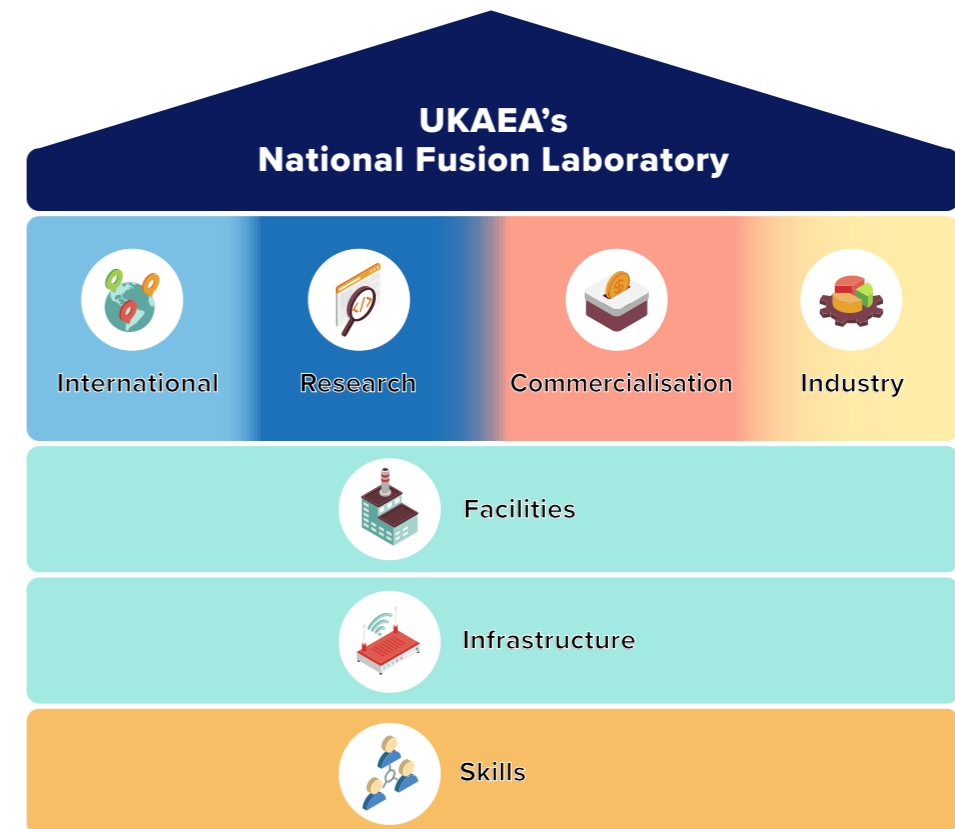 UKAEA’s
National Fusion Laboratory
International
Research
Commercialisation
Industry
Facilities
Infrastructure
Skills